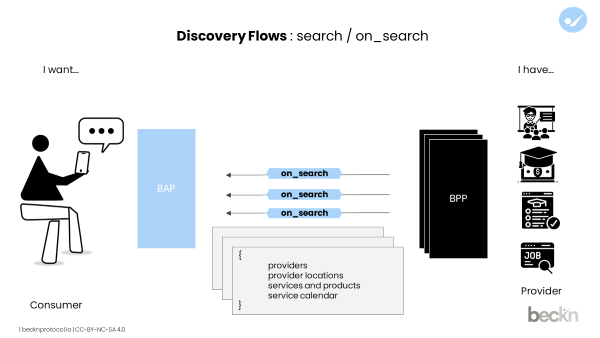 Discovery Flows : search / on_search
I want...
I have...
on_search
BAP
on_search
BPP
on_search
{
providers
provider locations
services and products
service calendar
}
JOB
Consumer
Provider
beckn
| becknprotocol.io | CC-BY-NC-SA 4.0